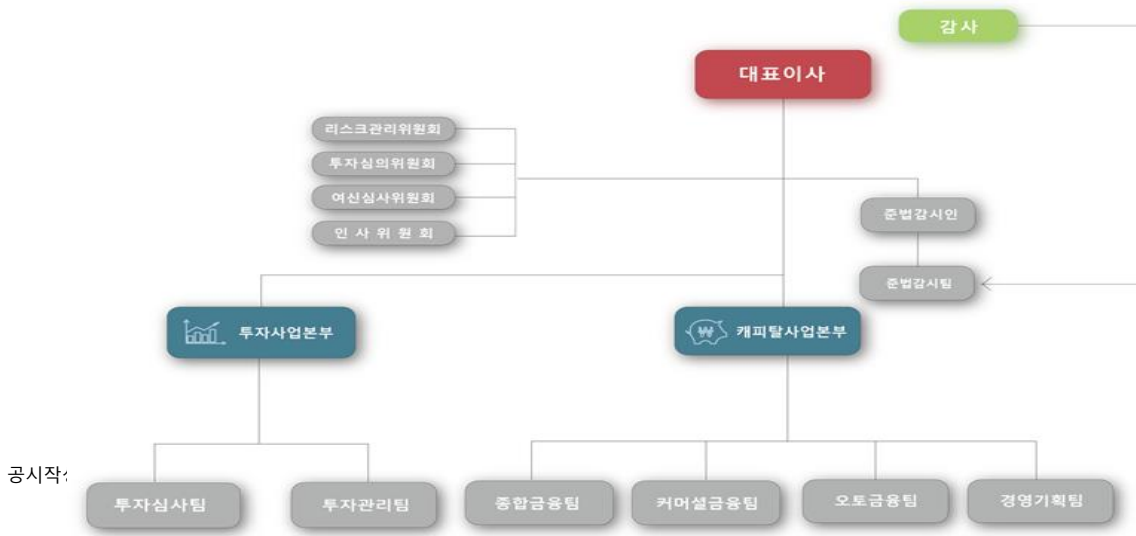 감사
대표이사
리스크관리위원회
투자심의위원회
여신심사위원회
인 사 위 원 회
준법감시인
준법감시팀
투자사업본부
₩ 캐피탈사업본부
공시작
투자심사팀
투자관리팀
종합금융팀
커머셜금융팀
오토금융팀
경영기획팀